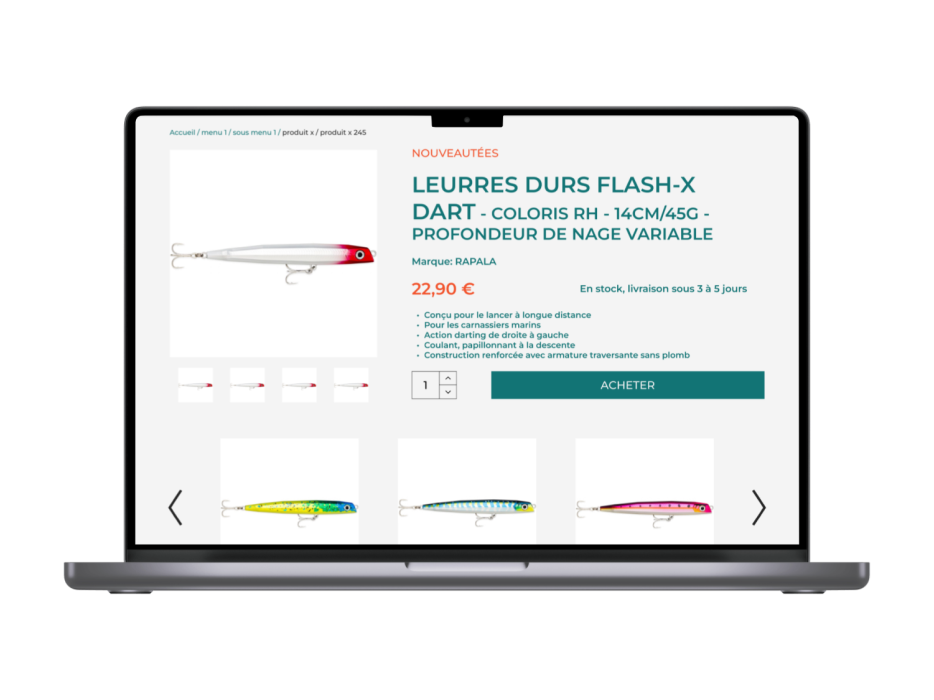 Accueil / menu 1 / sous menu 1 / produit x / produit x 245
NOUVEAUTÉES
LEURRES DURS FLASH-X
DART - COLORIS RH - 14CM/45G -
PROFONDEUR DE NAGE VARIABLE
Marque: RAPALA
22,90 €
En stock, livraison sous 3 à 5 jours
• Conçu pour le lancer à longue distance
• Pour les carnassiers marins
• Action darting de droite à gauche
• Coulant, papillonnant à la descente
• Construction renforcée avec armature traversante sans plomb
1
ACHETER